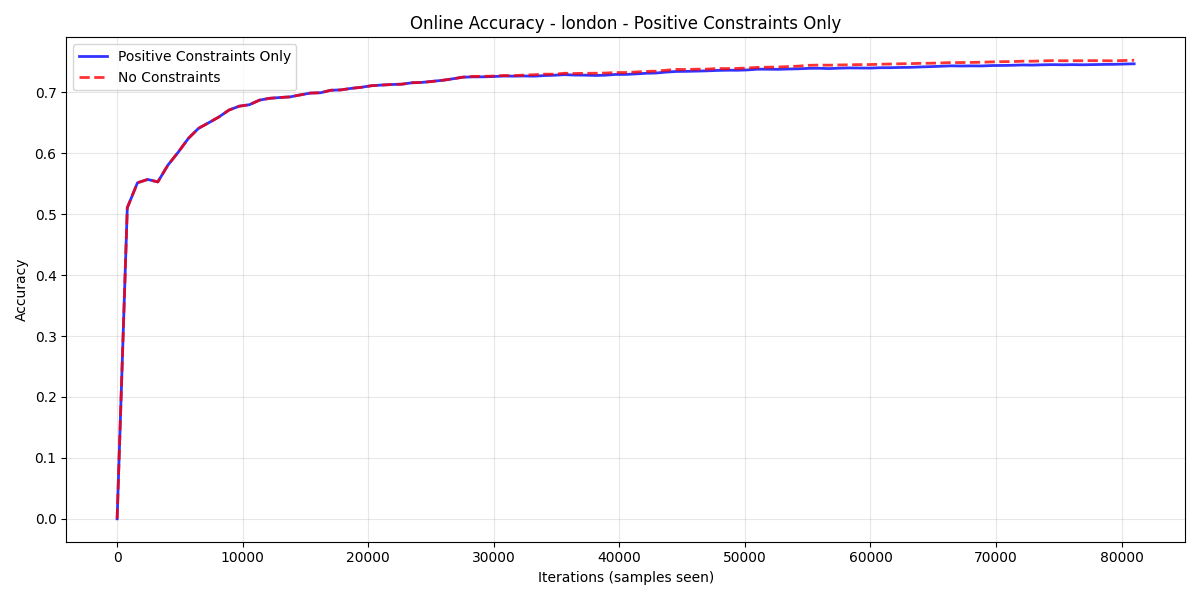 Online Accuracy - london - Positive Constraints Only
Positive Constraints Only
No Constraints
Accuracy
0.7
0.6
0.5
0.4
0.3
0.2
0.1
0.0
0 10000 20000 30000 40000 50000 60000 70000 80000
Iterations (samples seen)